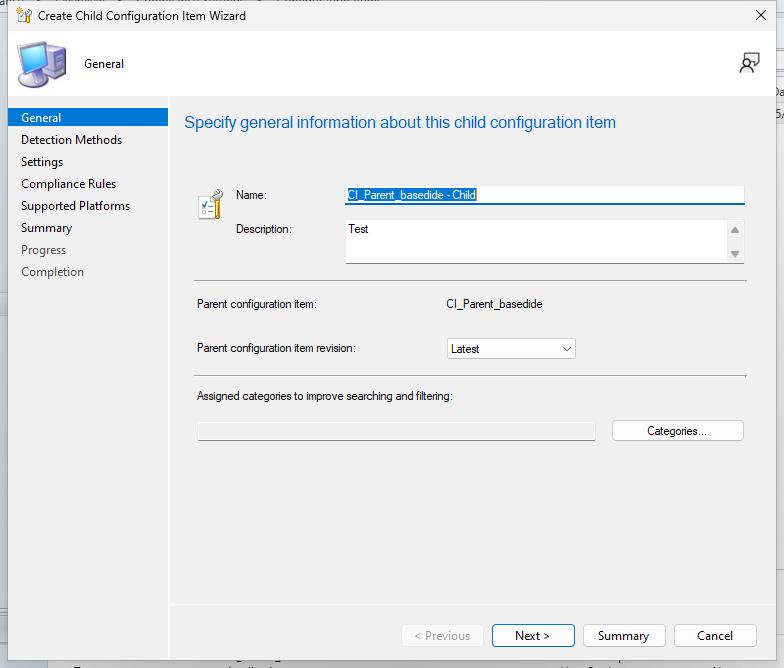 Create Child Configuration Item Wizard
General
General
Detection Methods
Settings
Compliance Rules
Supported Platforms
Summary
Progress
Completion
Specify general information about this child configuration item
Name: CI_Parent_basedide - Child
Description: Test
Parent configuration item: CI_Parent_basedide
Parent configuration item revision: Latest
Assigned categories to improve searching and filtering:
Categories...
< Previous Next > Summary Cancel